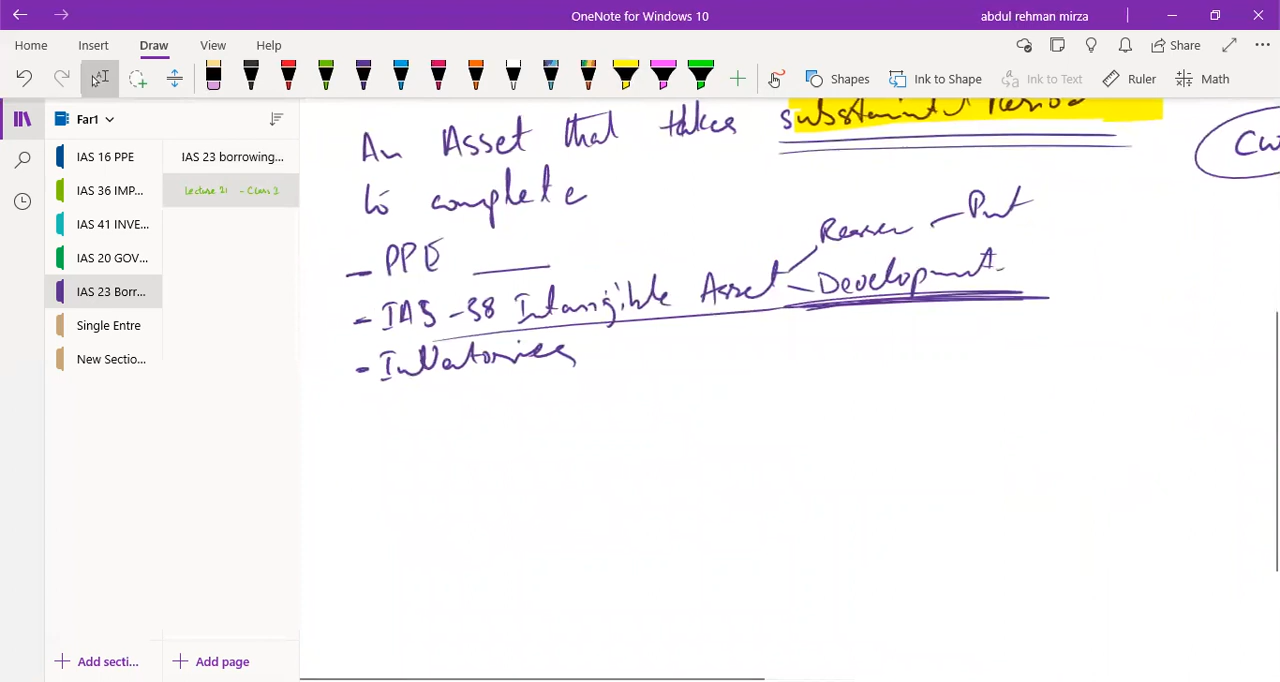 OneNote for Windows 10
abdul rehman mirza
Home
Insert
Draw
View
Help
Share
Shapes
Ink to Shape
Ink to Text
Ruler
Math
Far1
IAS 16 PPE
IAS 36 IMP...
IAS 41 INVE...
IAS 20 GOV...
IAS 23 Borr...
Single Entre
New Sectio...
IAS 23 borrowing...
Lecture 21 - Class 3
An Asset that takes substantial Period
to complete
- PPE
- IAS -38 Intangible Asset
- Development
Add secti...
Add page